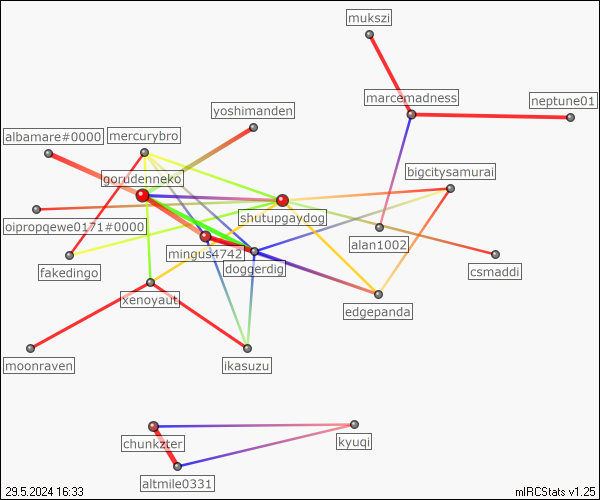 mukszi
marcemadness
neptune01
yoshimanden
albamare#0000
mercurybro
gorudenneko
bigcitysamurai
oipropqewe0171#0000
shutupgaydog
alan1002
mingus4742
doggerdig
fakedingo
csmaddi
xenoyaut
edgepanda
moonraven
ikasuzu
chunkzter
kyuqi
altmile0331
29.5.2024 16:33
mIRCStats v1.25